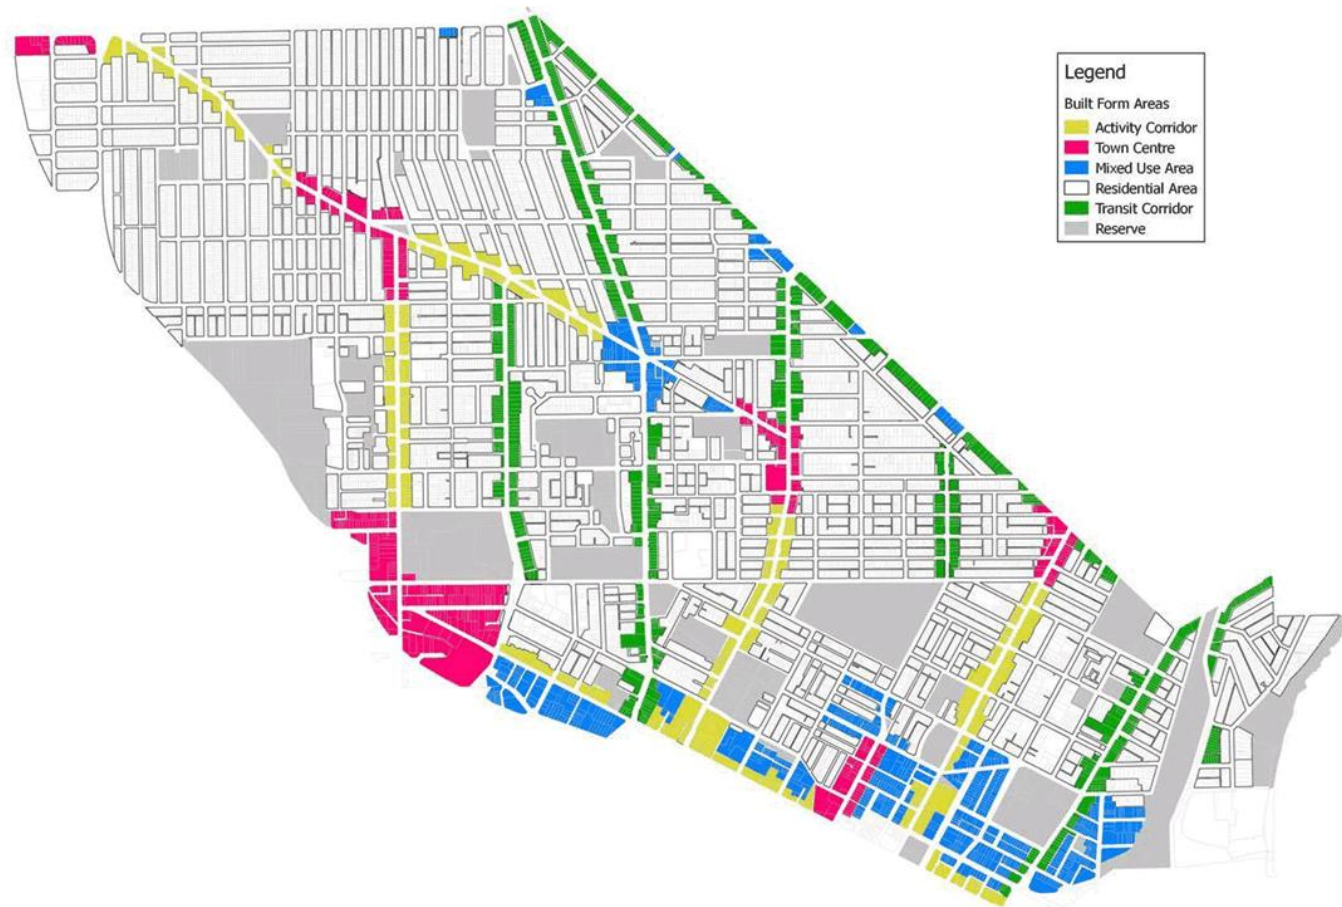 Legend
Built Form Areas
Activity Corridor
Town Centre
Mixed Use Area
Residential Area
Transit Corridor
Reserve